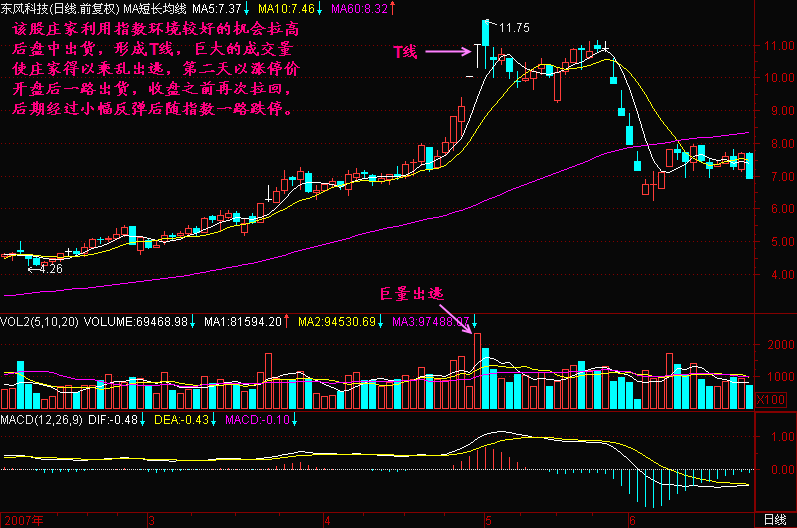 东风科技(日线.前复权) MA短长均线 MA5:7.37↓ MA10:7.46↓ MA60:8.32↑
该股庄家利用指数环境较好的机会拉高
后盘中出货，形成T线，巨大的成交量
使庄家得以乘乱出逃，第二天以涨停价
开盘后一路出货，收盘之前再次拉回，
后期经过小幅反弹后随指数一路跌停。
11.75
T线
11.00
10.00
9.00
8.00
7.00
6.00
5.00
4.00
4.26
巨量出逃
VOL2(5,10,20) VOLUME:69468.98↓ MA1:81594.20↑ MA2:94530.69↓ MA3:97488.07↓
2000
1000
X100
MACD(12,26,9) DIF:-0.48↓ DEA:-0.43↓ MACD:-0.10↓
1.00
0.00
2007年 3 4 5 6 日线